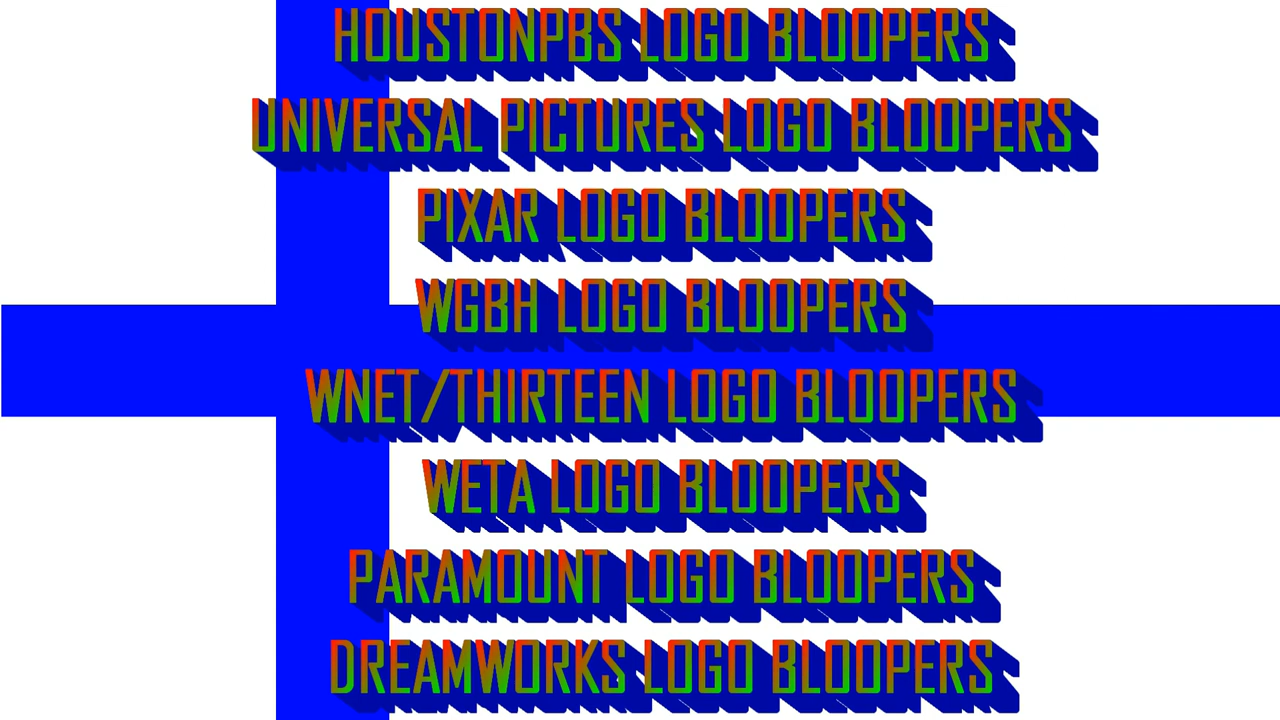 HOUSTONPBS LOGO BLOOPERS
UNIVERSAL PICTURES LOGO BLOOPERS
PIXAR LOGO BLOOPERS
WGBH LOGO BLOOPERS
WNET/THIRTEEN LOGO BLOOPERS
WETA LOGO BLOOPERS
PARAMOUNT LOGO BLOOPERS
DREAMWORKS LOGO BLOOPERS